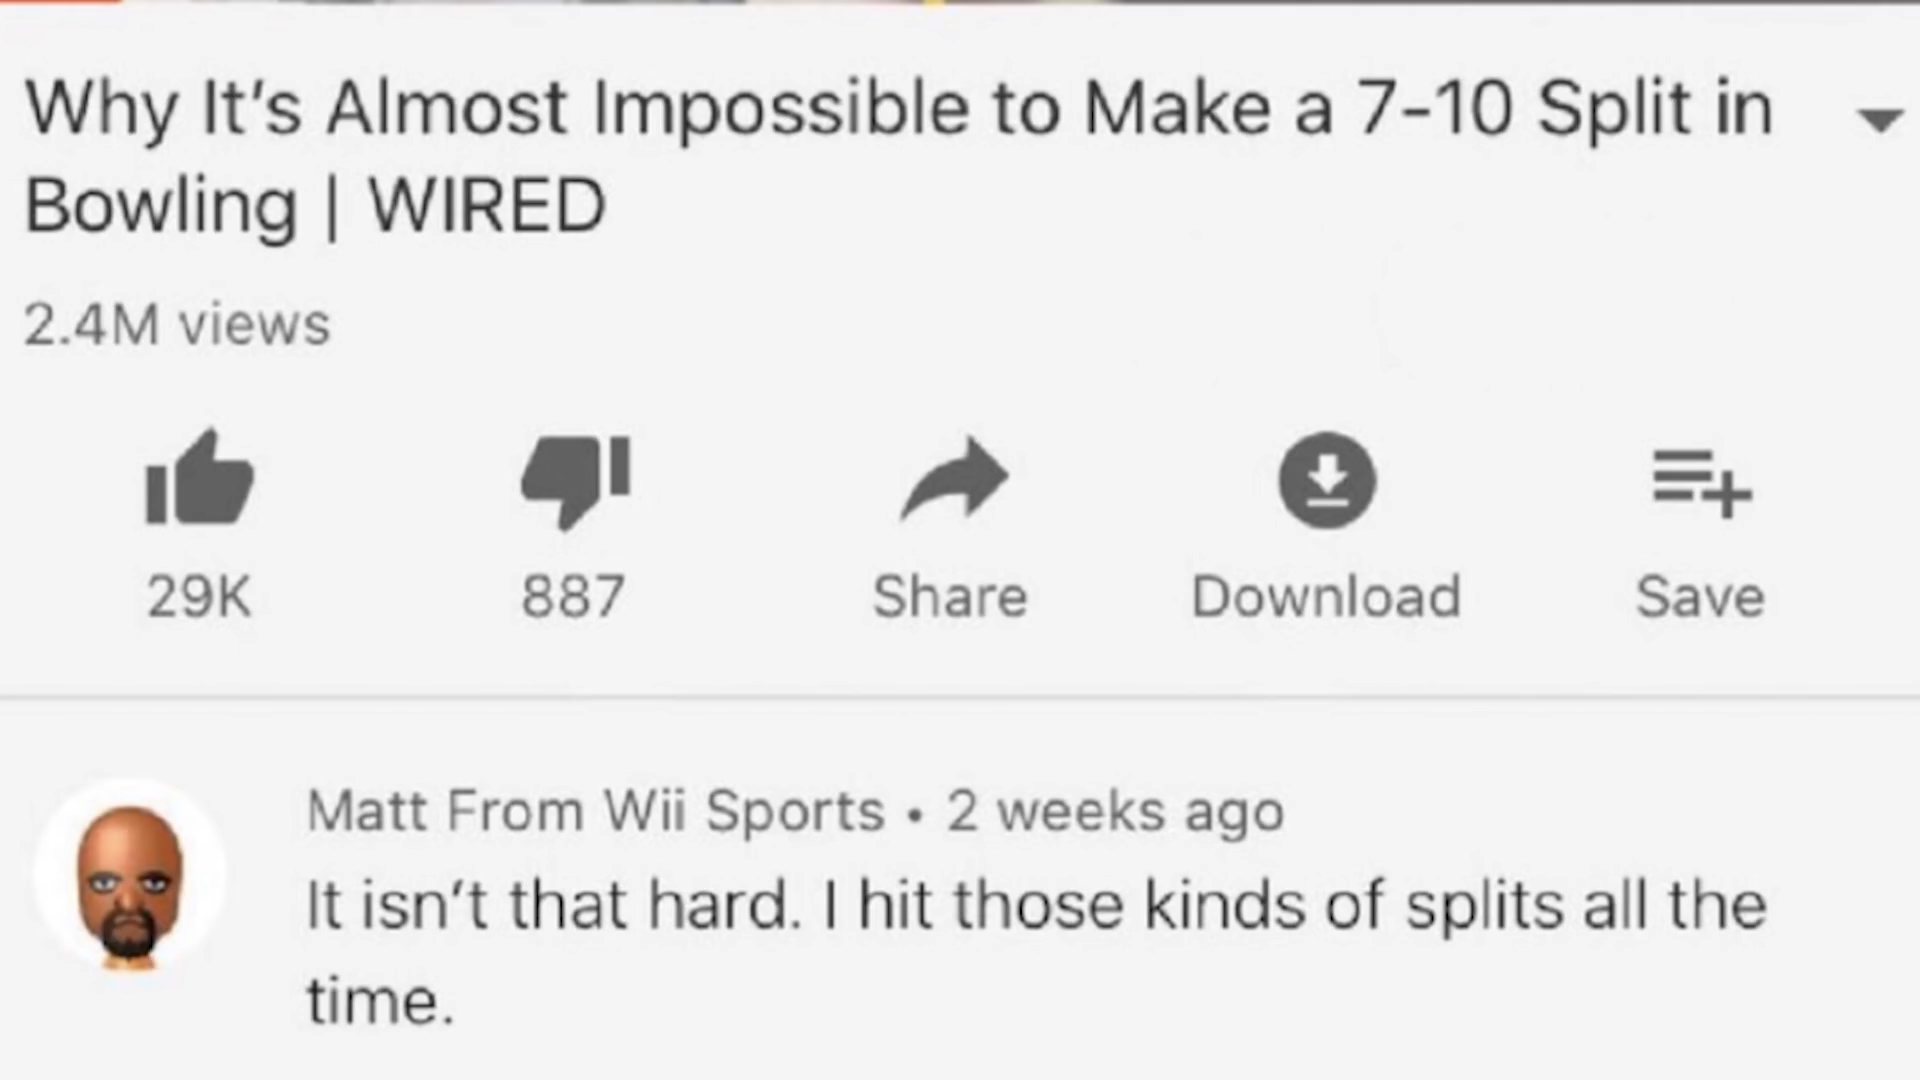 Why It’s Almost Impossible to Make a 7-10 Split in
Bowling | WIRED
2.4M views
29K
887
Share
Download
Save
Matt From Wii Sports • 2 weeks ago
It isn’t that hard. I hit those kinds of splits all the
time.